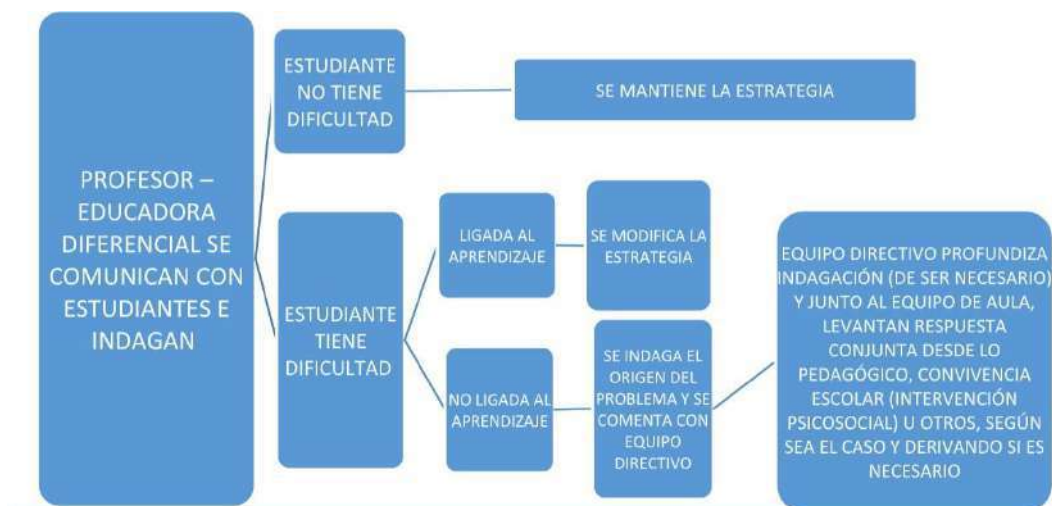 PROFESOR –
EDUCADORA
DIFERENCIAL SE
COMUNICAN CON
ESTUDIANTES E
INDAGAN
ESTUDIANTE
NO TIENE
DIFICULTAD
SE MANTIENE LA ESTRATEGIA
ESTUDIANTE
TIENE
DIFICULTAD
LIGADA AL
APRENDIZAJE
SE MODIFICA LA
ESTRATEGIA
NO LIGADA AL
APRENDIZAJE
SE INDAGA EL
ORIGEN DEL
PROBLEMA Y SE
COMENTA CON
EQUIPO
DIRECTIVO
EQUIPO DIRECTIVO PROFUNDIZA
INDAGACIÓN (DE SER NECESARIO)
Y JUNTO AL EQUIPO DE AULA,
LEVANTAN RESPUESTA
CONJUNTA DESDE LO
PEDAGÓGICO, CONVIVENCIA
ESCOLAR (INTERVENCIÓN
PSICOSOCIAL) U OTROS, SEGÚN
SEA EL CASO Y DERIVANDO SI ES
NECESARIO